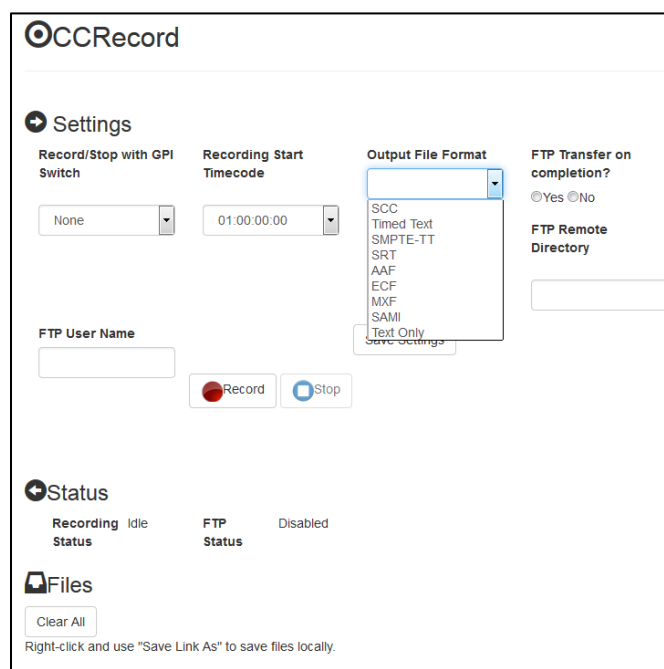 CCRecord
Settings
Record/Stop with GPI
Switch
None
Recording Start
Timecode
01:00:00:00
Output File Format
SCC
Timed Text
SMPTE-TT
SRT
AAF
ECF
MXF
SAMI
Text Only
FTP Transfer on
completion?
Yes No
FTP Remote
Directory
FTP User Name
Save Settings
Record
Stop
Status
Recording
Status
Idle
FTP
Status
Disabled
Files
Clear All
Right-click and use "Save Link As" to save files locally.